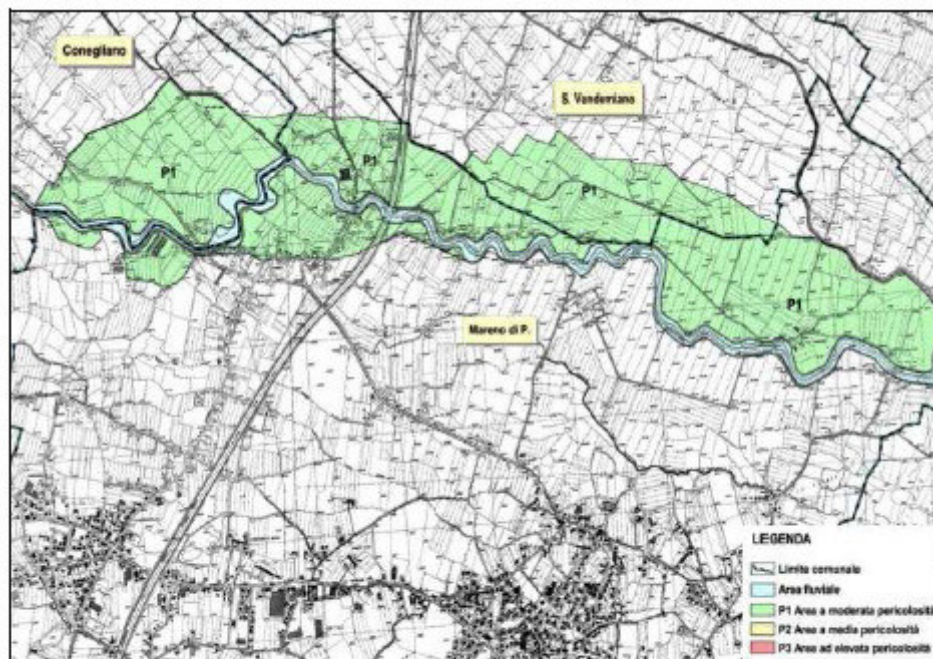 Conegliano
S. Vendemiano
P1
P1
P1
P1
Mareno di P.
LEGENDA
Limite comunale
Area fluviale
P1 Area a moderata pericolosità
P2 Area a media pericolosità
P3 Area ad elevata pericolosità